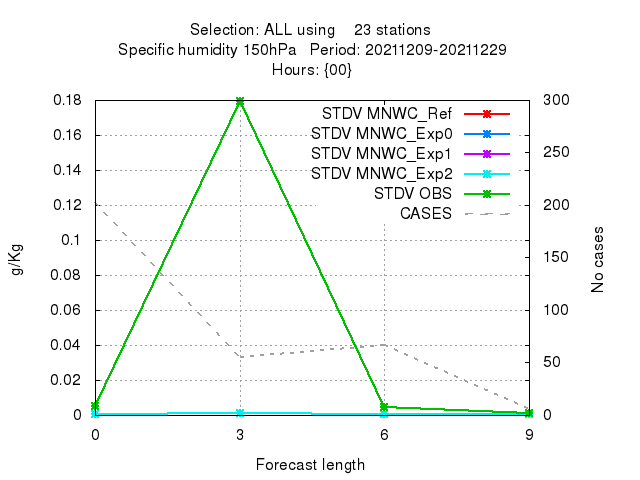 Selection: ALL using 23 stations
Specific humidity 150hPa Period: 20211209-20211229
Hours: {00}
STDV MNWC_Ref
STDV MNWC_Exp0
STDV MNWC_Exp1
STDV MNWC_Exp2
STDV OBS
CASES
g/Kg
0.18
0.16
0.14
0.12
0.1
0.08
0.06
0.04
0.02
0
300
250
200
150
100
50
0
No cases
0 3 6 9
Forecast length